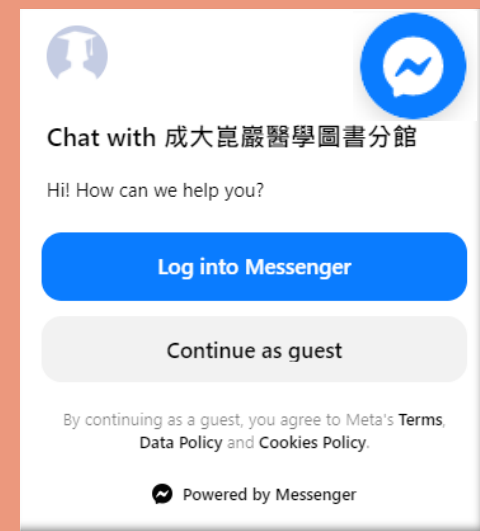 Chat with 成大崑巖醫學圖書分館
Hi! How can we help you?
Log into Messenger
Continue as guest
By continuing as a guest, you agree to Meta's Terms,
Data Policy and Cookies Policy.
Powered by Messenger